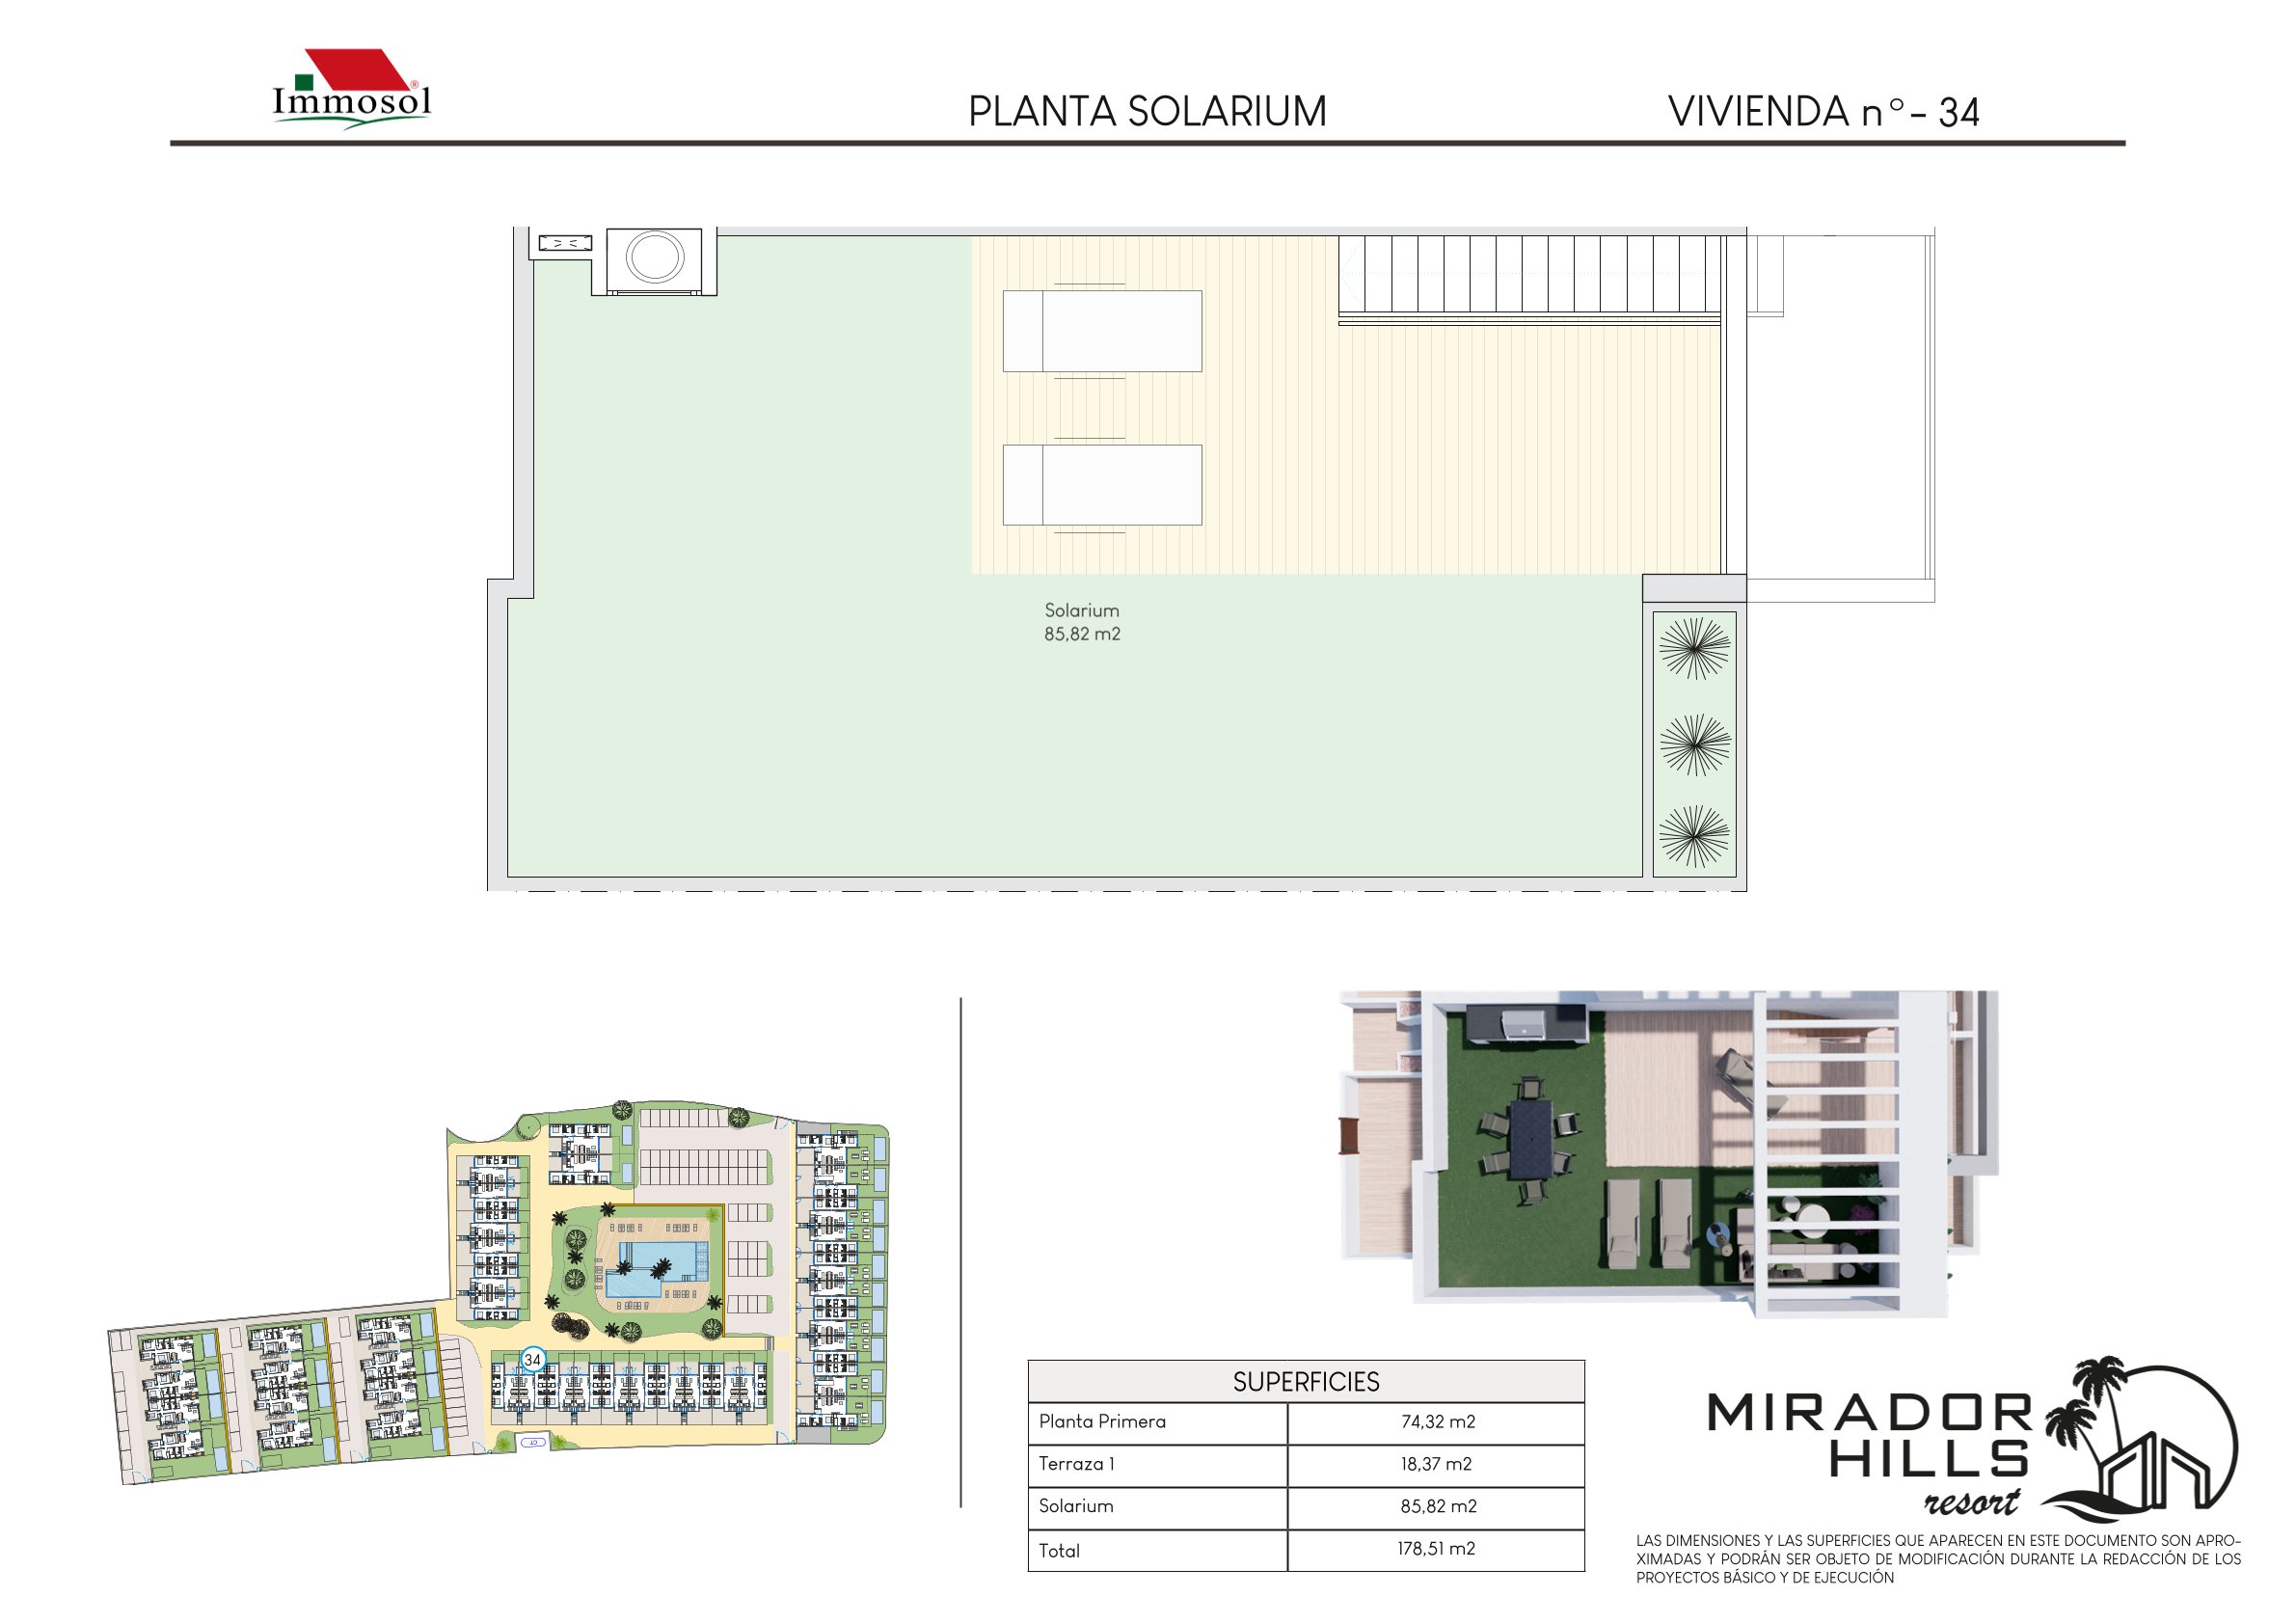 Immosol®
PLANTA SOLARIUM
VIVIENDA nº- 34
Solarium
85,82 m2
34
CT
SUPERFICIES
Planta Primera 74,32 m2
Terraza 1 18,37 m2
Solarium 85,82 m2
Total 178,51 m2
MIRADOR
HILLS
resort
LAS DIMENSIONES Y LAS SUPERFICIES QUE APARECEN EN ESTE DOCUMENTO SON APRO-
XIMADAS Y PODRÁN SER OBJETO DE MODIFICACIÓN DURANTE LA REDACCIÓN DE LOS
PROYECTOS BÁSICO Y DE EJECUCIÓN